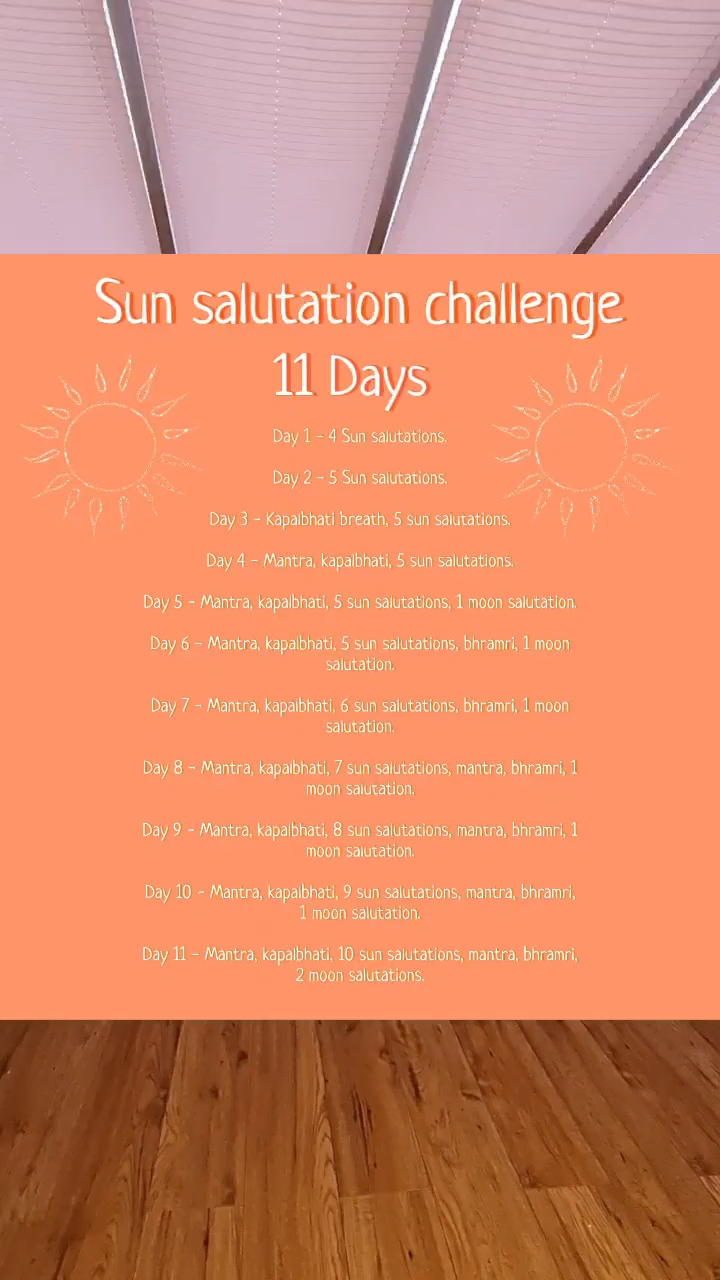 Sun salutation challenge
11 Days
Day 1 - 4 Sun salutations.
Day 2 - 5 Sun salutations.
Day 3 - Kapalbhati breath, 5 sun salutations.
Day 4 - Mantra, kapalbhati, 5 sun salutations.
Day 5 - Mantra, kapalbhati, 5 sun salutations, 1 moon salutation.
Day 6 - Mantra, kapalbhati, 5 sun salutations, bhramri, 1 moon
salutation.
Day 7 - Mantra, kapalbhati, 6 sun salutations, bhramri, 1 moon
salutation.
Day 8 - Mantra, kapalbhati, 7 sun salutations, mantra, bhramri, 1
moon salutation.
Day 9 - Mantra, kapalbhati, 8 sun salutations, mantra, bhramri, 1
moon salutation.
Day 10 - Mantra, kapalbhati, 9 sun salutations, mantra, bhramri,
1 moon salutation.
Day 11 - Mantra, kapalbhati, 10 sun salutations, mantra, bhramri,
2 moon salutations.